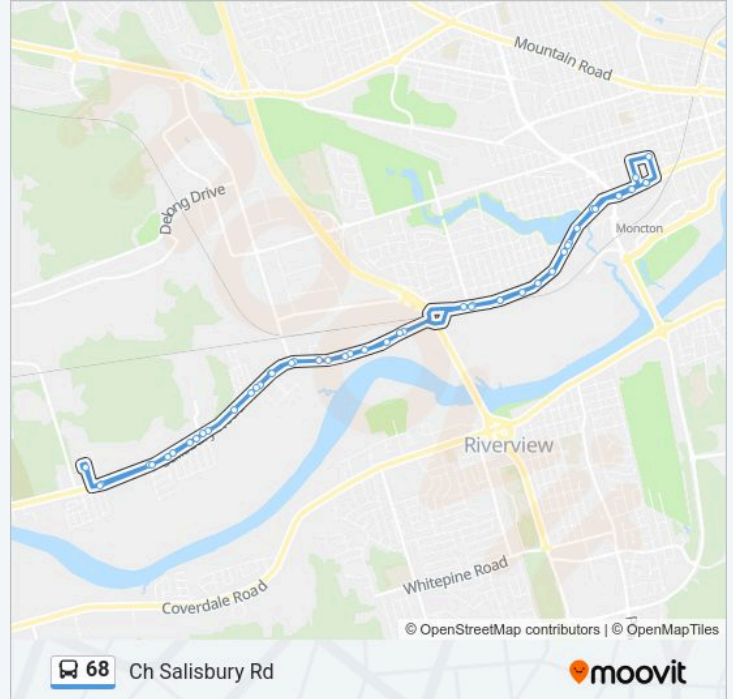 Mountain Road
Delong Drive
Moncton
Riverview
Whitepine Road
Coverdale Road
© OpenStreetMap contributors | © OpenMapTiles
68 Ch Salisbury Rd
moovit